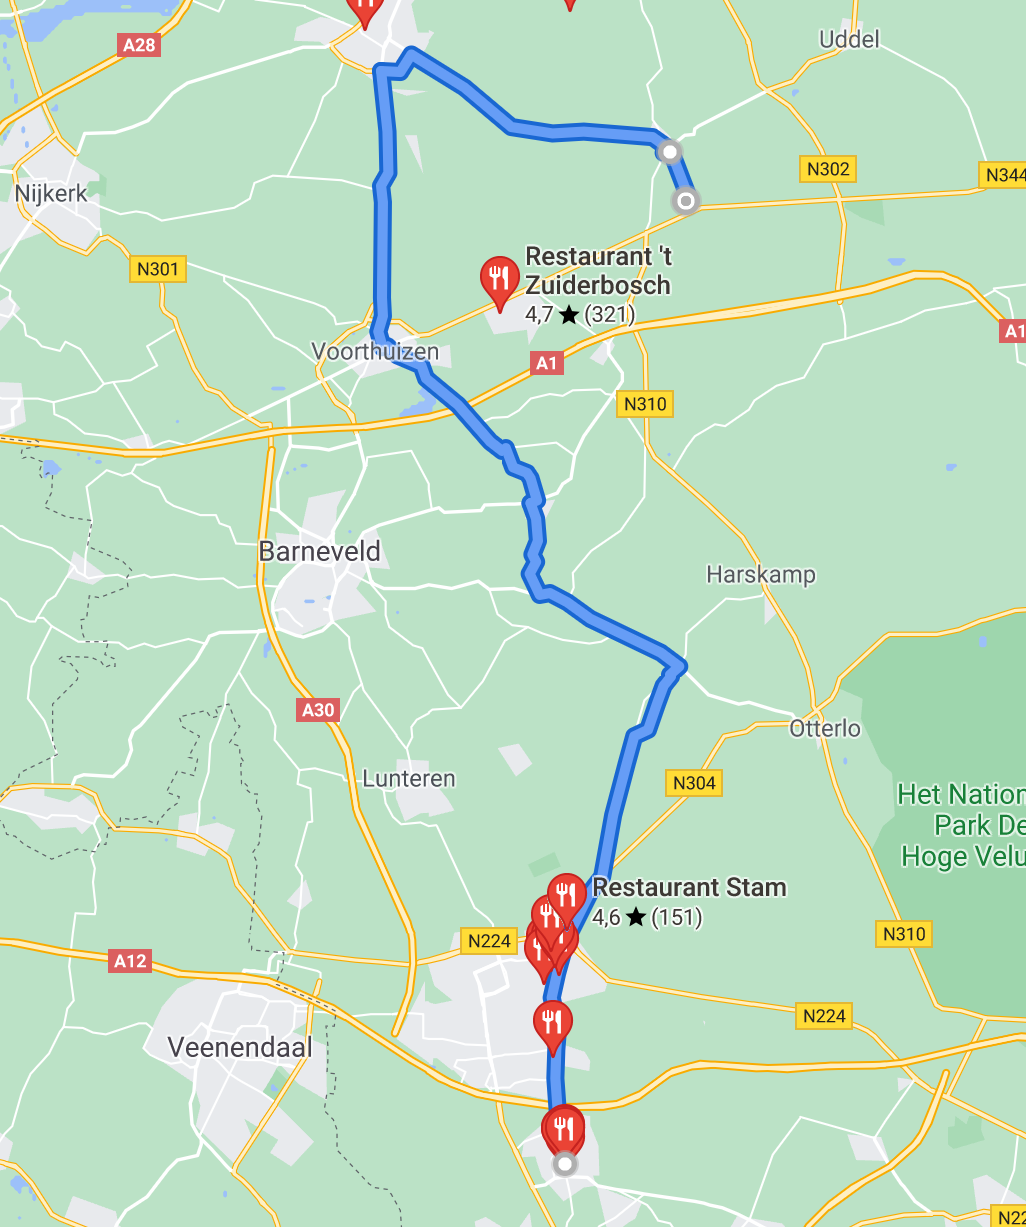 A28
Uddel
N302
N344
Nijkerk
N301
Restaurant 't
Zuiderbosch
4,7 ★ (321)
A1
Voorthuizen
A1
N310
Barneveld
Harskamp
A30
Otterlo
Lunteren
N304
Het Nation
Park De
Hoge Velu
Restaurant Stam
4,6 ★ (151)
N224
N310
A12
N224
Veenendaal
N22